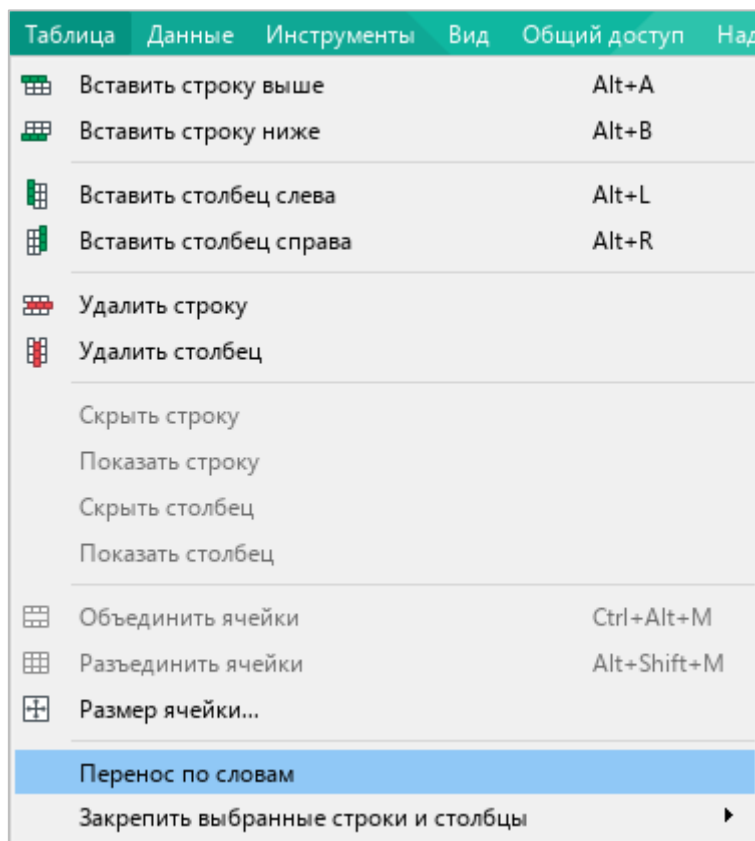 Таблица Данные Инструменты Вид Общий доступ Над
Вставить строку выше Alt+A
Вставить строку ниже Alt+B
Вставить столбец слева Alt+L
Вставить столбец справа Alt+R
Удалить строку
Удалить столбец
Скрыть строку
Показать строку
Скрыть столбец
Показать столбец
Объединить ячейки Ctrl+Alt+M
Разъединить ячейки Alt+Shift+M
Размер ячейки...
Перенос по словам
Закрепить выбранные строки и столбцы